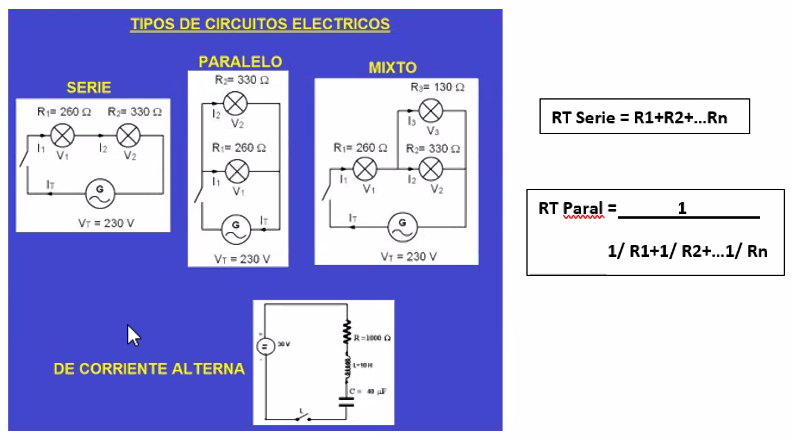 TIPOS DE CIRCUITOS ELECTRICOS
SERIE
R1= 260 Ω R2= 330 Ω
I1 I2
V1 V2
IT
G
VT = 230 V
PARALELO
R2= 330 Ω
I2
V2
R1= 260 Ω
I1
V1
G
IT
VT = 230 V
MIXTO
R3= 130 Ω
I3
V3
R1= 260 Ω R2= 330 Ω
I1 I2
V1 V2
IT
G
VT = 230 V
RT Serie = R1+R2+...Rn
RT Paral = 1
1/ R1+1/ R2+...1/ Rn
DE CORRIENTE ALTERNA
R=1000 Ω
30 V
L=50 H
C = 40 µF
L